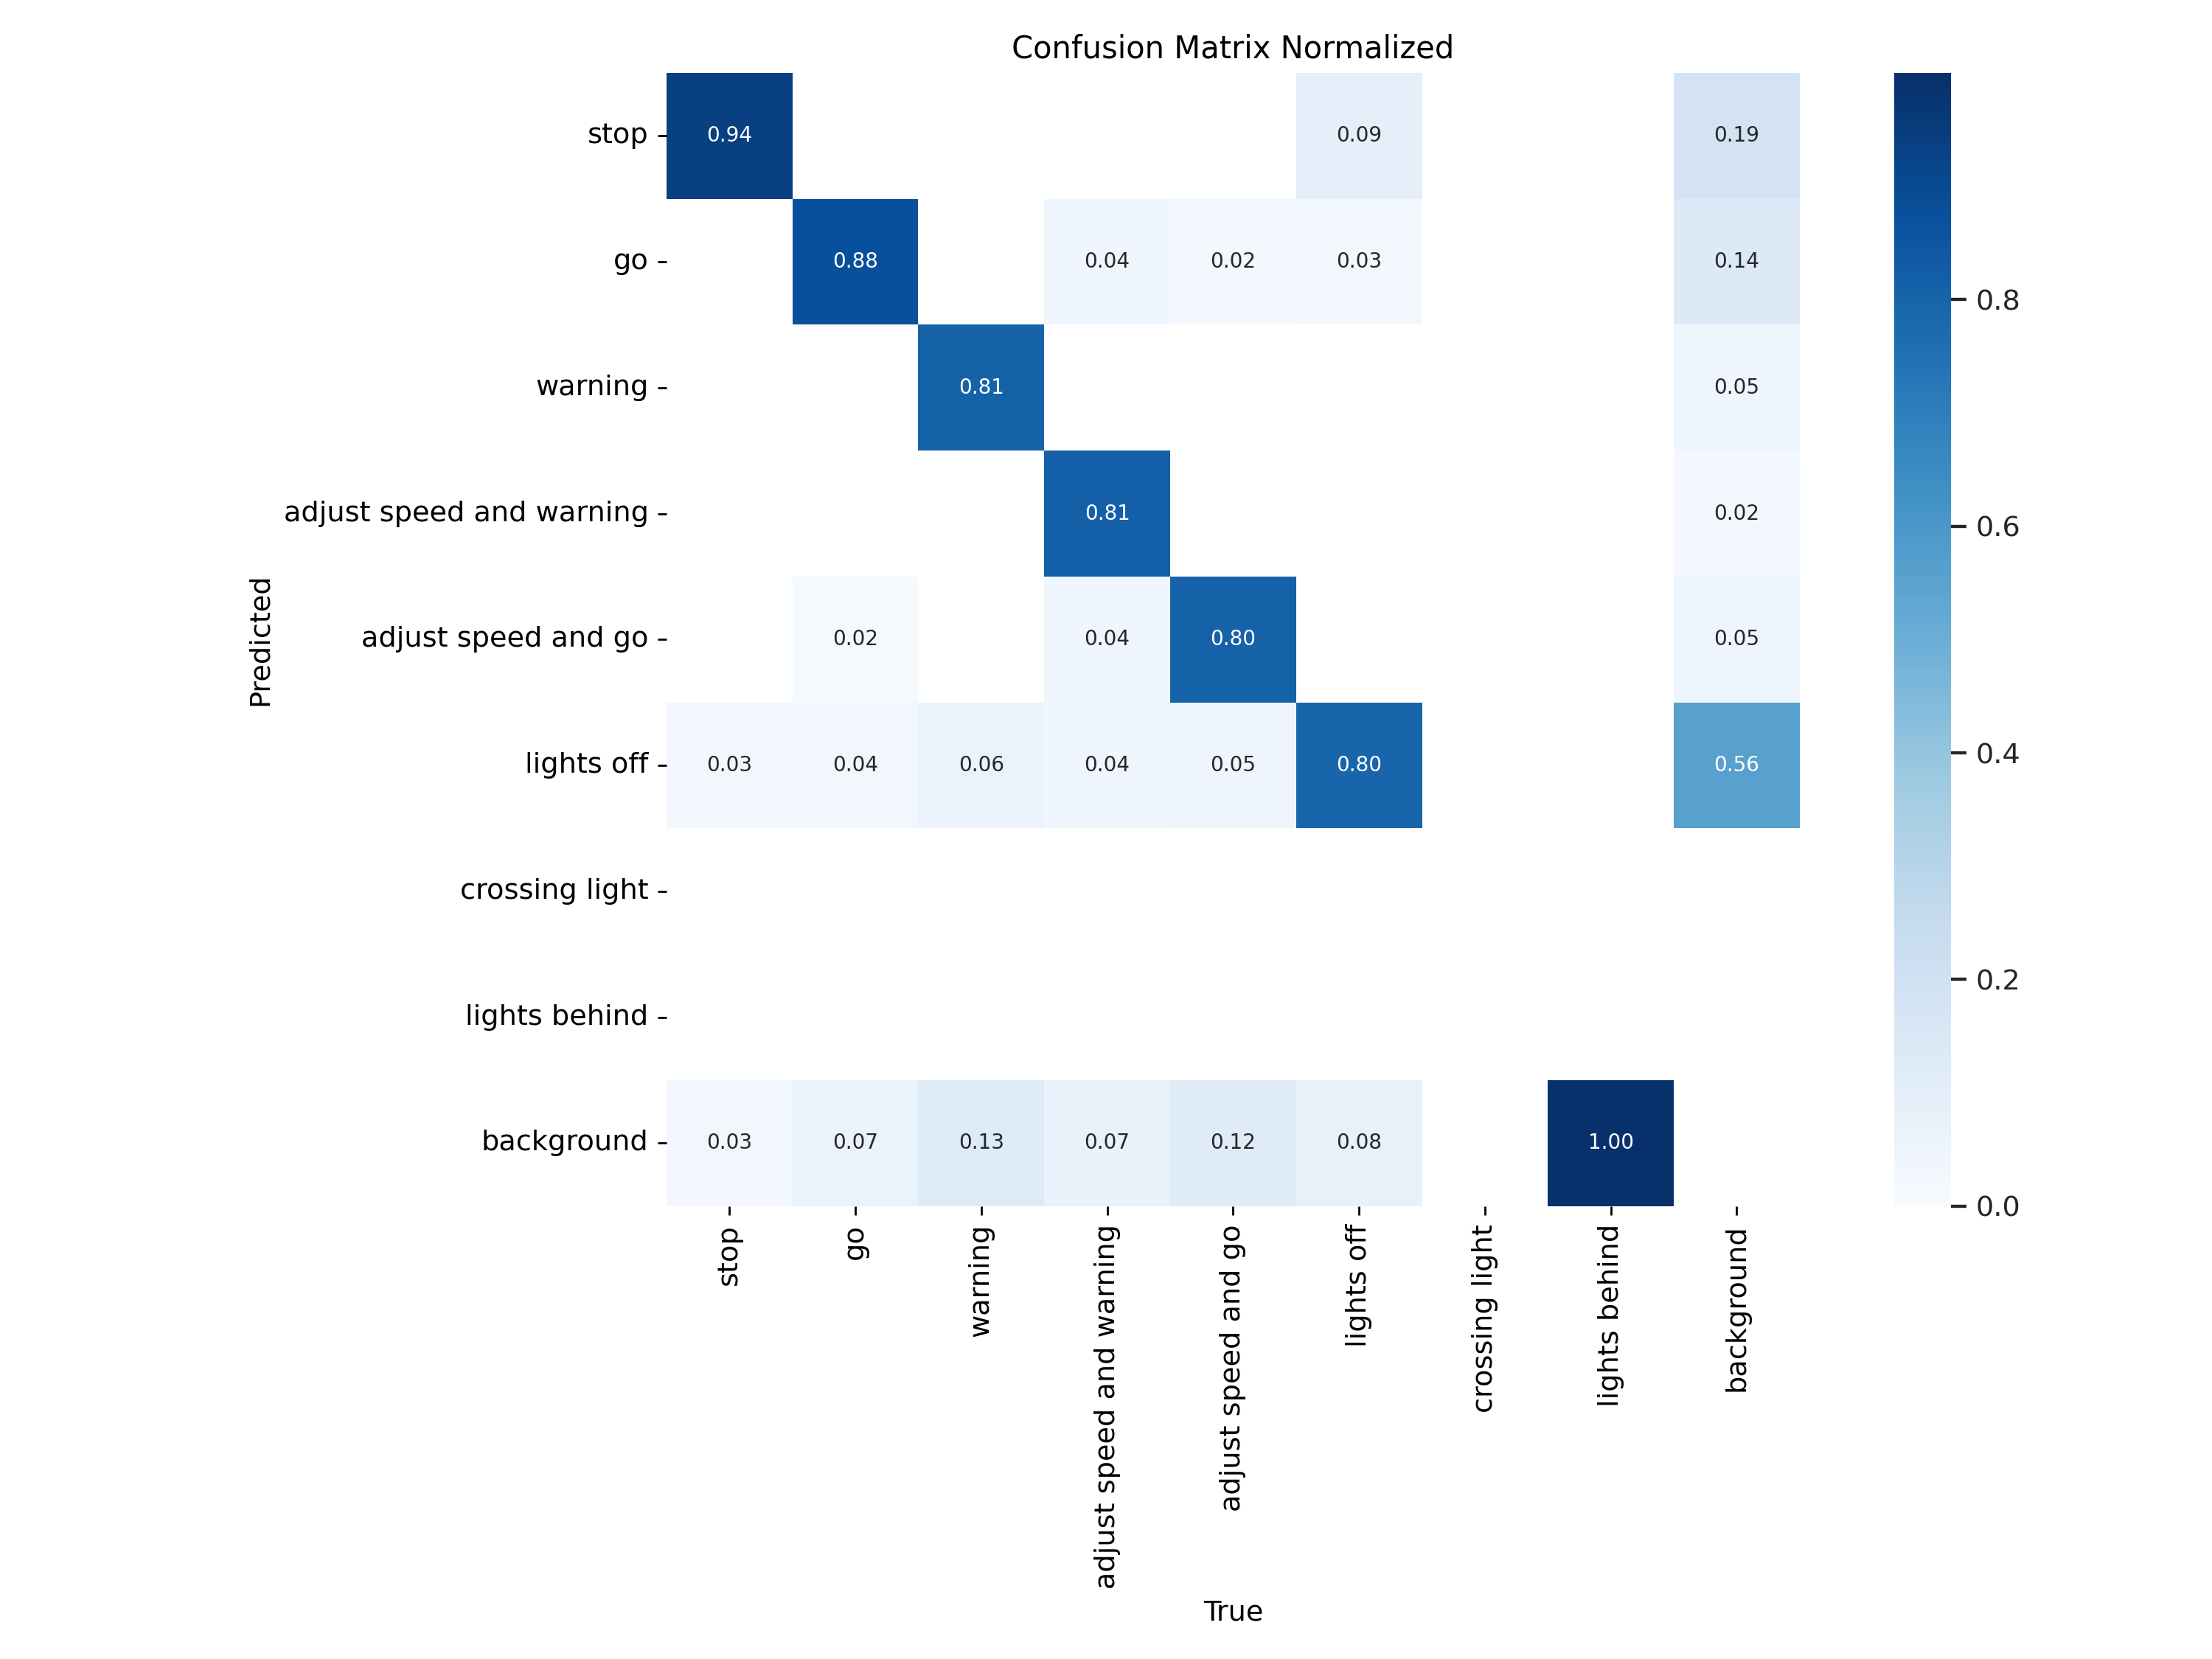 Confusion Matrix Normalized
stop
0.94
0.09
0.19
go
0.88
0.04
0.02
0.03
0.14
0.8
warning
0.81
0.05
adjust speed and warning
0.81
0.02
0.6
Predicted
adjust speed and go
0.02
0.04
0.80
0.05
0.4
lights off
0.03
0.04
0.06
0.04
0.05
0.80
0.56
crossing light
0.2
lights behind
background
0.03
0.07
0.13
0.07
0.12
0.08
1.00
0.0
stop
go
warning
adjust speed and warning
adjust speed and go
lights off
crossing light
lights behind
background
True